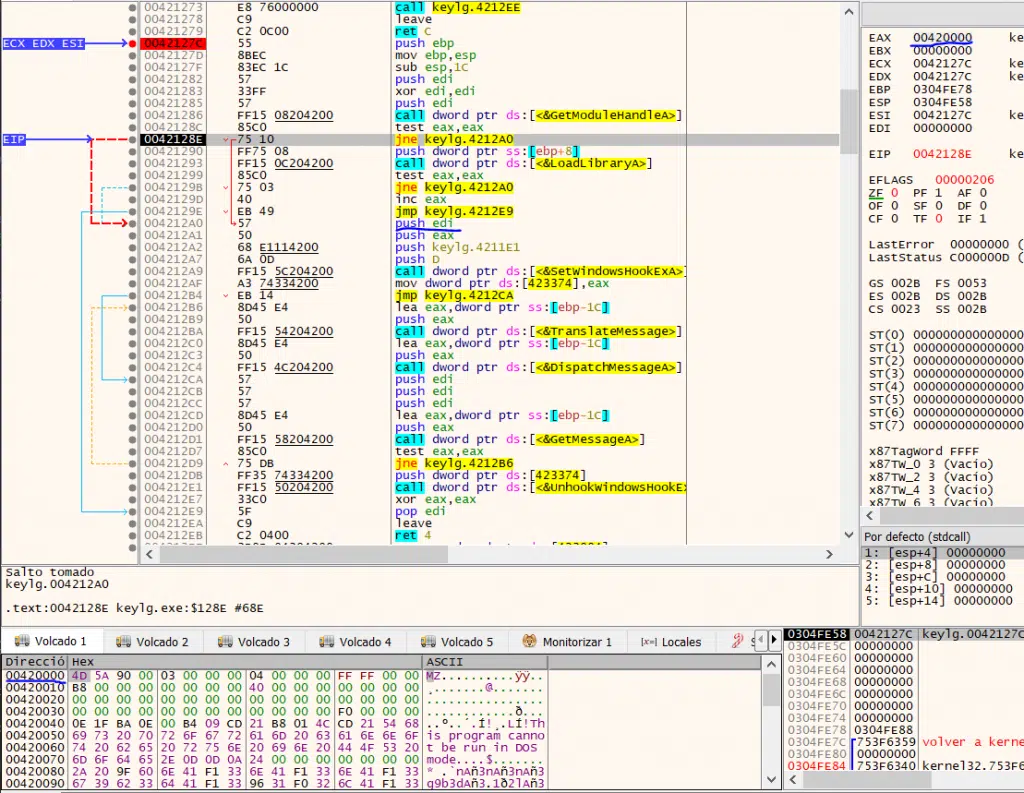 00421273 E8 76000000 call keylg.4212EE
00421278 C9 leave
00421279 C2 0C00 ret C
ECX EDX ESI 0042127C 55 push ebp
0042127D 8BEC mov ebp,esp
0042127F 83EC 1C sub esp,1C
00421282 57 push edi
00421283 33FF xor edi,edi
00421285 57 push edi
00421286 FF15 08204200 call dword ptr ds:[<&GetModuleHandleA>]
0042128C 85C0 test eax,eax
EIP 0042128E 75 10 jne keylg.4212A0
00421290 FF75 08 push dword ptr ss:[ebp+8]
00421293 FF15 0C204200 call dword ptr ds:[<&LoadLibraryA>]
00421299 85C0 test eax,eax
0042129B 75 03 jne keylg.4212A0
0042129D 40 inc eax
0042129E EB 49 jmp keylg.4212E9
004212A0 57 push edi
004212A1 50 push eax
004212A2 68 E1114200 push keylg.4211E1
004212A7 6A 0D push D
004212A9 FF15 5C204200 call dword ptr ds:[<&SetWindowsHookExA>]
004212AF A3 74334200 mov dword ptr ds:[423374],eax
004212B4 EB 14 jmp keylg.4212CA
004212B6 8D45 E4 lea eax,dword ptr ss:[ebp-1C]
004212B9 50 push eax
004212BA FF15 54204200 call dword ptr ds:[<&TranslateMessage>]
004212C0 8D45 E4 lea eax,dword ptr ss:[ebp-1C]
004212C3 50 push eax
004212C4 FF15 4C204200 call dword ptr ds:[<&DispatchMessageA>]
004212CA 57 push edi
004212CB 57 push edi
004212CC 57 push edi
004212CD 8D45 E4 lea eax,dword ptr ss:[ebp-1C]
004212D0 50 push eax
004212D1 FF15 58204200 call dword ptr ds:[<&GetMessageA>]
004212D7 85C0 test eax,eax
004212D9 75 DB jne keylg.4212B6
004212DB FF35 74334200 push dword ptr ds:[423374]
004212E1 FF15 50204200 call dword ptr ds:[<&UnhookWindowsHookEx
004212E7 33C0 xor eax,eax
004212E9 5F pop edi
004212EA C9 leave
004212EB C2 0400 ret 4
EAX 00420000 ke
EBX 00000000
ECX 0042127C ke
EDX 0042127C ke
EBP 0304FE78
ESP 0304FE58
ESI 0042127C ke
EDI 00000000
EIP 0042128E ke
EFLAGS 00000206
ZF 0 PF 1 AF 0
OF 0 SF 0 DF 0
CF 0 TF 0 IF 1
LastError 00000000 (
LastStatus C000000D (
GS 002B FS 0053
ES 002B DS 002B
CS 0023 SS 002B
ST(0) 0000000000000
ST(1) 0000000000000
ST(2) 0000000000000
ST(3) 0000000000000
ST(4) 0000000000000
ST(5) 0000000000000
ST(6) 0000000000000
ST(7) 0000000000000
x87TagWord FFFF
x87TW_0 3 (Vacio)
x87TW_2 3 (Vacio)
x87TW_4 3 (Vacio)
x87TW_6 3 (Vacio)
Por defecto (stdcall)
1: [esp+4] 00000000
2: [esp+8] 00000000
3: [esp+C] 00000000
4: [esp+10] 00000000
5: [esp+14] 00000000
Salto tomado
keylg.004212A0
.text:0042128E keylg.exe:$128E #68E
Volcado 1 Volcado 2 Volcado 3 Volcado 4 Volcado 5 Monitorizar 1 [x=] Locales
Direcció Hex ASCII
00420000 4D 5A 90 00 03 00 00 00 04 00 00 00 FF FF 00 00 MZ..........ÿÿ..
00420010 B8 00 00 00 00 00 00 00 40 00 00 00 00 00 00 00 ¸.......@.......
00420020 00 00 00 00 00 00 00 00 00 00 00 00 00 00 00 00 ................
00420030 00 00 00 00 00 00 00 00 00 00 00 00 F0 00 00 00 ............ð...
00420040 0E 1F BA 0E 00 B4 09 CD 21 B8 01 4C CD 21 54 68 ..º..´.Í!¸.LÍ!Th
00420050 69 73 20 70 72 6F 67 72 61 6D 20 63 61 6E 6E 6F is program canno
00420060 74 20 62 65 20 72 75 6E 20 69 6E 20 44 4F 53 20 t be run in DOS
00420070 6D 6F 64 65 2E 0D 0D 0A 24 00 00 00 00 00 00 00 mode....$.......
00420080 2A 20 9F 60 6E 41 F1 33 6E 41 F1 33 6E 41 F1 33 * .`nAñ3nAñ3nAñ3
00420090 67 39 62 33 64 41 F1 33 96 31 F0 32 6C 41 F1 33 g9b3dAñ3.1ð2lAñ3
0304FE58 0042127C keylg.0042127C
0304FE5C 00000000
0304FE60 00000000
0304FE64 00000000
0304FE68 00000000
0304FE6C 00000000
0304FE70 00000000
0304FE74 00000000
0304FE78 0304FE88
0304FE7C 753F6359 volver a kerne
0304FE80 00000000
0304FE84 753F6340 kernel32.753F6